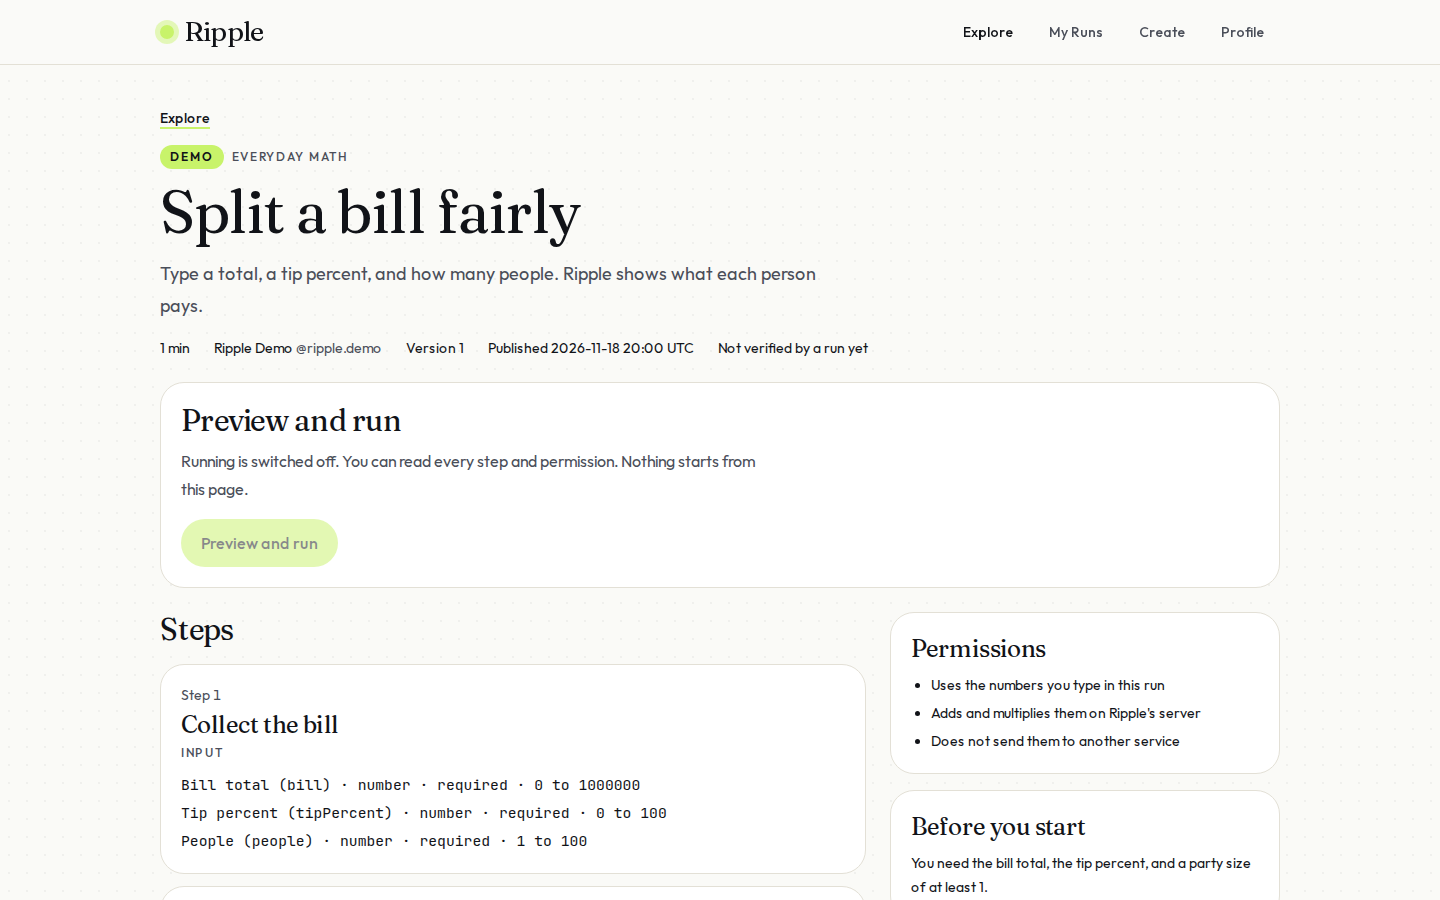 Ripple
Explore
My Runs
Create
Profile
Explore
DEMO EVERYDAY MATH
Split a bill fairly
Type a total, a tip percent, and how many people. Ripple shows what each person
pays.
1 min Ripple Demo @ripple.demo Version 1 Published 2026-11-18 20:00 UTC Not verified by a run yet
Preview and run
Running is switched off. You can read every step and permission. Nothing starts from
this page.
Preview and run
Steps
Step 1
Collect the bill
INPUT
Bill total (bill) · number · required · 0 to 1000000
Tip percent (tipPercent) · number · required · 0 to 100
People (people) · number · required · 1 to 100
Permissions
• Uses the numbers you type in this run
• Adds and multiplies them on Ripple's server
• Does not send them to another service
Before you start
You need the bill total, the tip percent, and a party size
of at least 1.